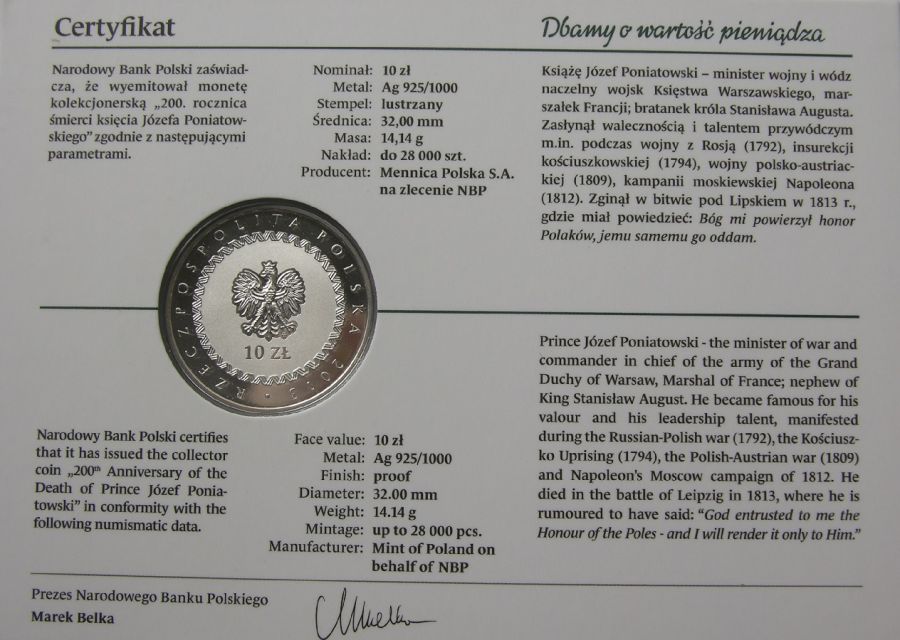 Certyfikat
Dbamy o wartość pieniądza
Narodowy Bank Polski zaświad-
cza, że wyemitował monetę
kolekcjonerską „200. rocznica
śmierci księcia Józefa Poniatow-
skiego” zgodnie z następującymi
parametrami.
Nominał: 10 zł
Metal: Ag 925/1000
Stempel: lustrzany
Średnica: 32,00 mm
Masa: 14,14 g
Nakład: do 28 000 szt.
Producent: Mennica Polska S.A.
na zlecenie NBP
Książę Józef Poniatowski – minister wojny i wódz
naczelny wojsk Księstwa Warszawskiego, mar-
szałek Francji; bratanek króla Stanisława Augusta.
Zasłynął walecznością i talentem przywódczym
m.in. podczas wojny z Rosją (1792), insurekcji
kościuszkowskiej (1794), wojny polsko-austriac-
kiej (1809), kampanii moskiewskiej Napoleona
(1812). Zginął w bitwie pod Lipskiem w 1813 r.,
gdzie miał powiedzieć: Bóg mi powierzył honor
Polaków, jemu samemu go oddam.
RZECZPOSPOLITA POLSKA 2013
10 ZŁ
Narodowy Bank Polski certifies
that it has issued the collector
coin „200th Anniversary of the
Death of Prince Józef Ponia-
towski” in conformity with the
following numismatic data.
Face value: 10 zł
Metal: Ag 925/1000
Finish: proof
Diameter: 32.00 mm
Weight: 14.14 g
Mintage: up to 28 000 pcs.
Manufacturer: Mint of Poland on
behalf of NBP
Prince Józef Poniatowski - the minister of war and
commander in chief of the army of the Grand
Duchy of Warsaw, Marshal of France; nephew of
King Stanisław August. He became famous for his
valour and his leadership talent, manifested
during the Russian-Polish war (1792), the Kościusz-
ko Uprising (1794), the Polish-Austrian war (1809)
and Napoleon's Moscow campaign of 1812. He
died in the battle of Leipzig in 1813, where he is
rumoured to have said: “God entrusted to me the
Honour of the Poles - and I will render it only to Him.”
Prezes Narodowego Banku Polskiego
Marek Belka